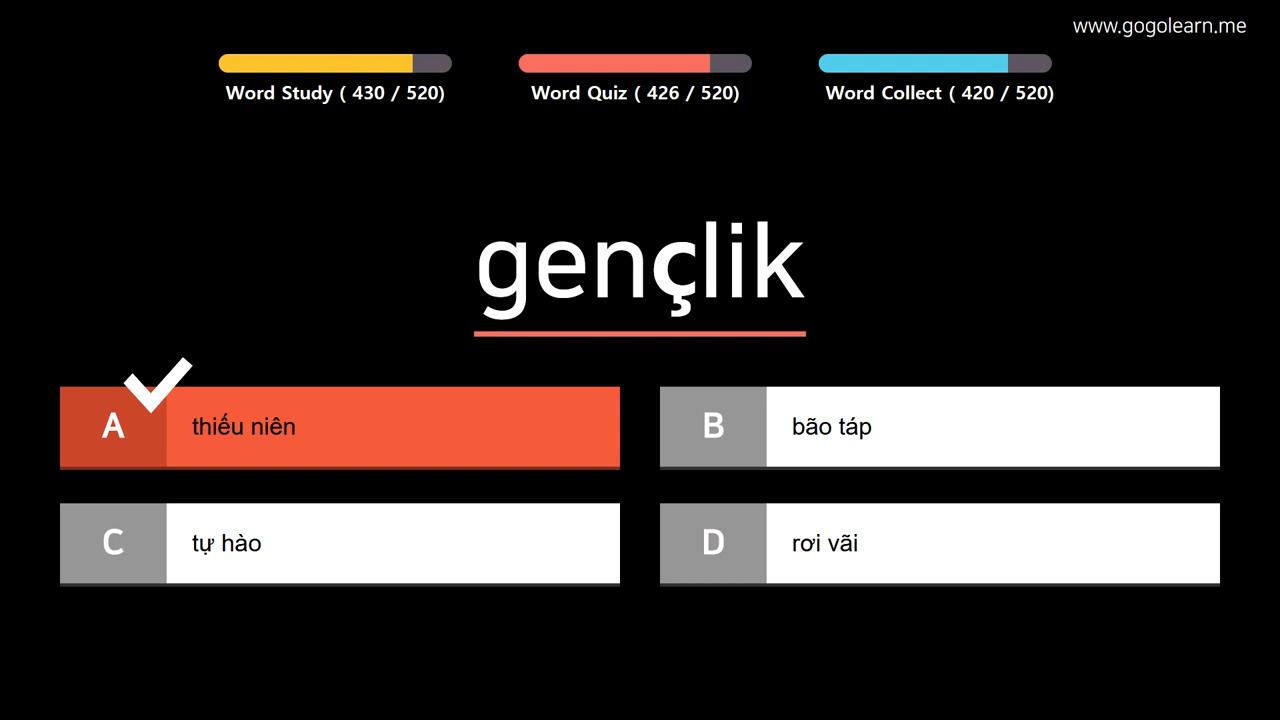 www.gogolearn.me
Word Study ( 430 / 520)
Word Quiz ( 426 / 520)
Word Collect ( 420 / 520)
gençlik
A thiếu niên
B bão táp
C tự hào
D rơi vãi